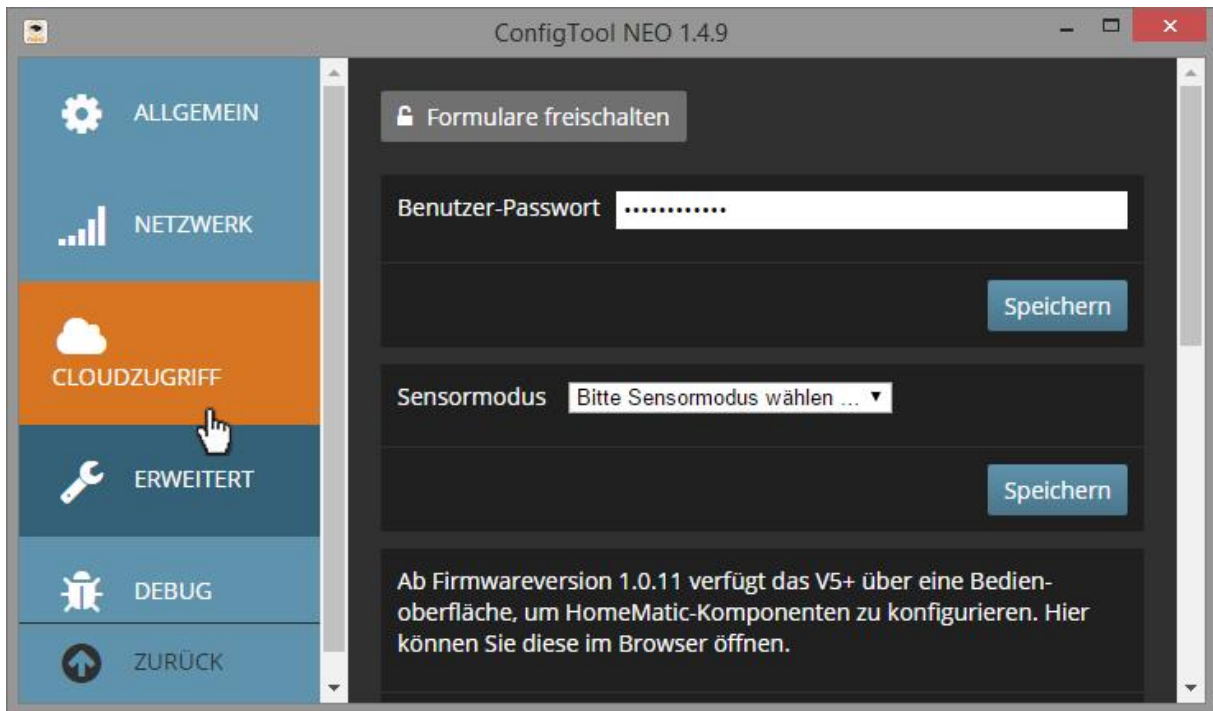 ConfigTool NEO 1.4.9
ALLGEMEIN
NETZWERK
CLOUDZUGRIFF
ERWEITERT
DEBUG
ZURÜCK
Formulare freischalten
Benutzer-Passwort ••••••••••••
Speichern
Sensormodus Bitte Sensormodus wählen ...
Speichern
Ab Firmwareversion 1.0.11 verfügt das V5+ über eine Bedien-
oberfläche, um HomeMatic-Komponenten zu konfigurieren. Hier
können Sie diese im Browser öffnen.